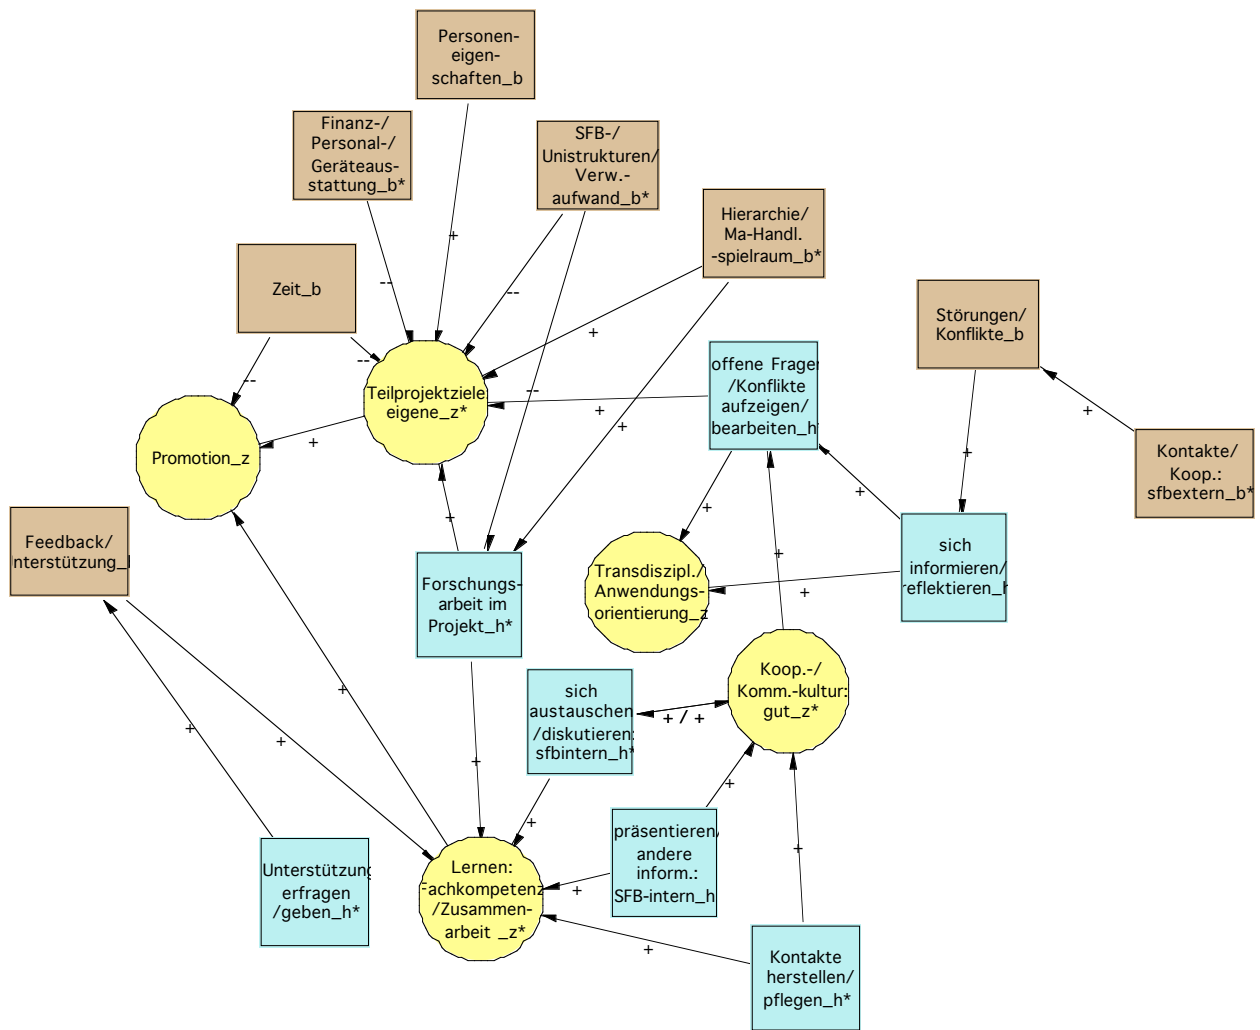 Personen-
eigen-
schaften_b
Finanz-/
Personal-/
Geräteaus-
stattung_b*
SFB-/
Unistrukturen/
Verw.-
aufwand_b*
Hierarchie/
Ma-Handl.
-spielraum_b*
+
Zeit_b
--
--
Störungen/
Konflikte_b
+
--
--
offene Fragen
/Konflikte
aufzeigen/
bearbeiten_h
Teilprojektziele:
eigene_z*
--
--
+
+
+
+
Promotion_z
+
Kontakte/
Koop.:
sfbextern_b*
+
+
+
+
Feedback/
nterstützung_
sich
informieren/
reflektieren_h
+
Transdiszipl./
Anwendungs-
orientierung_z
+
Forschungs-
arbeit im
Projekt_h*
Koop.-/
Komm.-kultur:
gut_z*
sich
austauschen
/diskutieren:
sfbintern_h*
+ / +
+
+
+
+
+
+
präsentieren/
andere
inform.:
SFB-intern_h
+
Unterstützung
erfragen
/geben_h*
Lernen:
Fachkompetenz
/Zusammen-
arbeit _z*
+
+
+
Kontakte
herstellen/
pflegen_h*